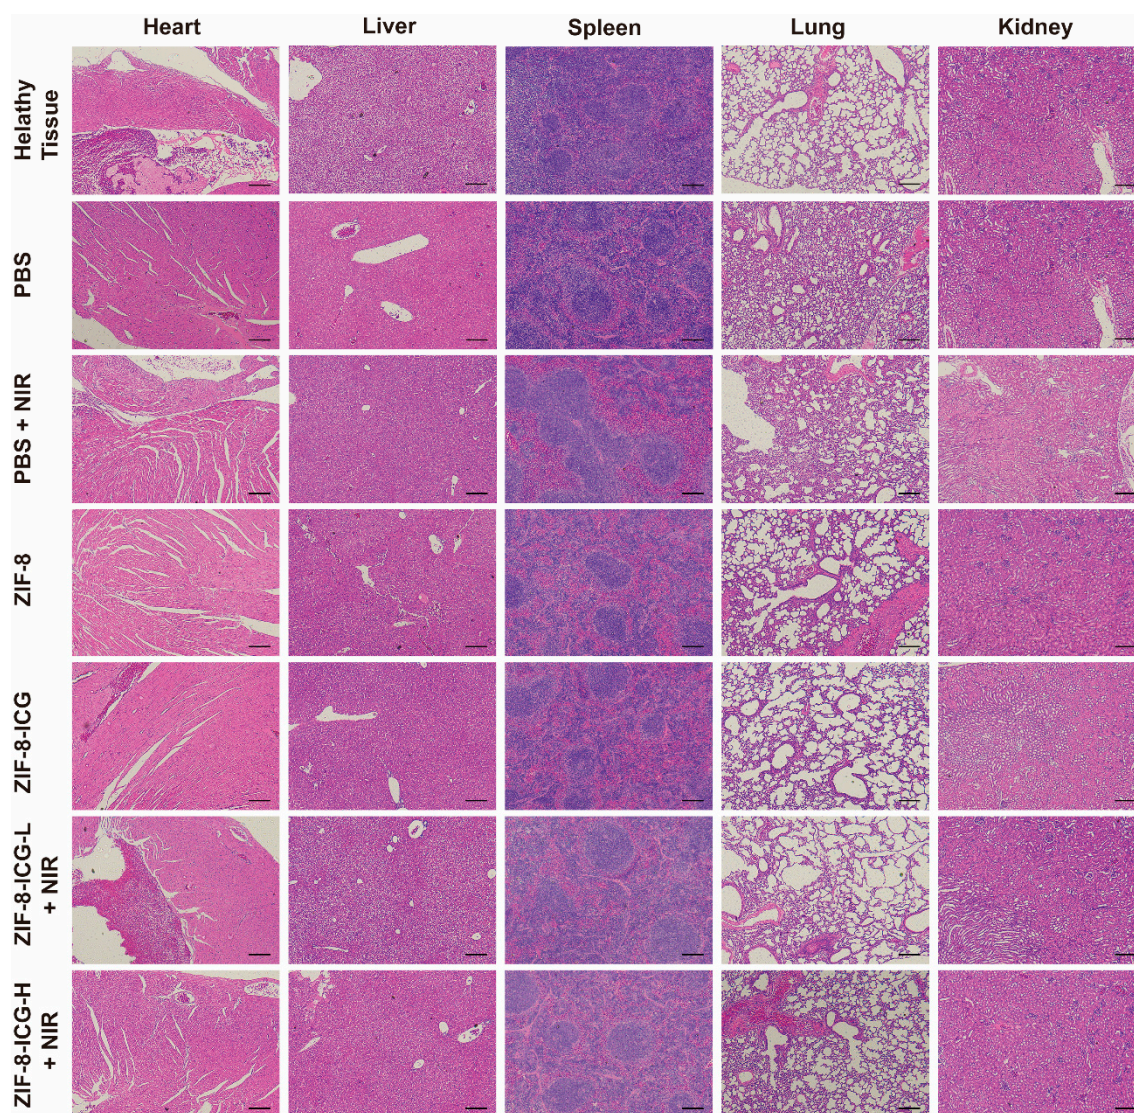 Heart Liver Spleen Lung Kidney
Helathy
Tissue
PBS
PBS + NIR
ZIF-8
ZIF-8-ICG
ZIF-8-ICG-L
+ NIR
ZIF-8-ICG-H
+ NIR